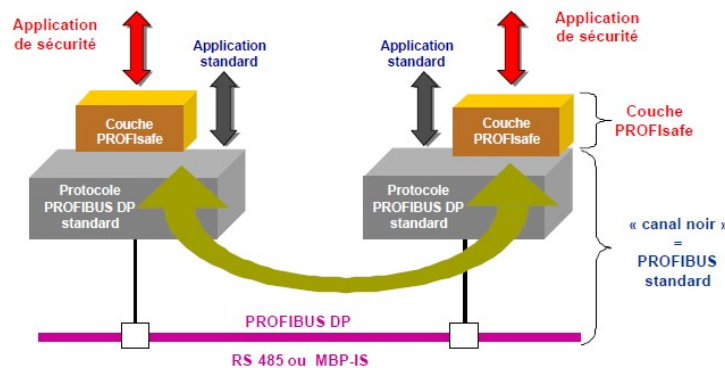 Application
de sécurité
Application
standard
Application
standard
Application
de sécurité
Couche
PROFIsafe
Couche
PROFIsafe
Couche
PROFIsafe
Protocole
PROFIBUS DP
standard
Protocole
PROFIBUS DP
standard
« canal noir »
=
PROFIBUS
standard
PROFIBUS DP
RS 485 ou MBP-IS